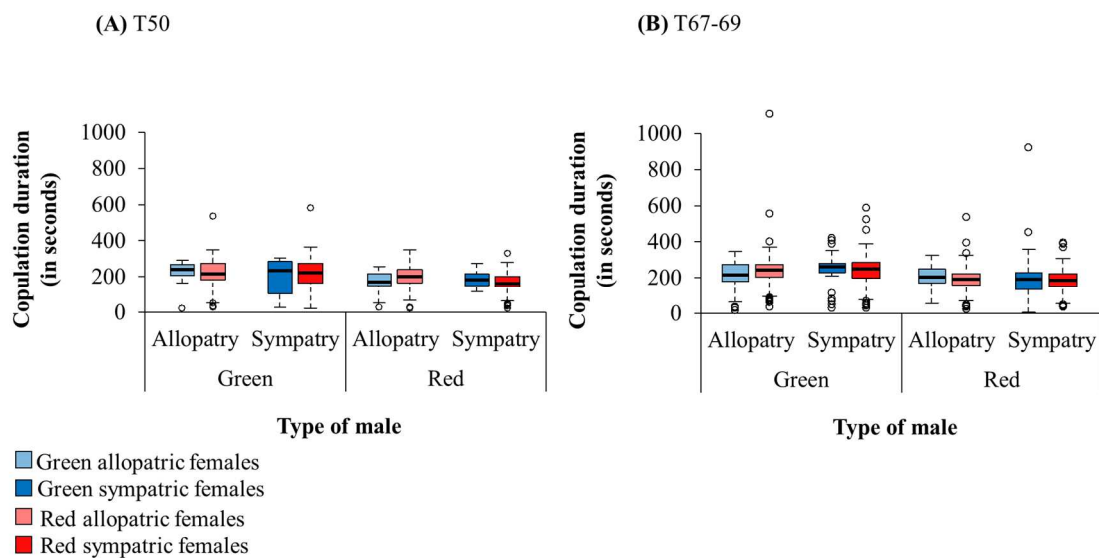 (A) T50
(B) T67-69
Copulation duration
(in seconds)
1000
800
600
400
200
0
Allopatry Sympatry Allopatry Sympatry
Green Red
Type of male
Copulation duration
(in seconds)
1000
800
600
400
200
0
Allopatry Sympatry Allopatry Sympatry
Green Red
Type of male
Green allopatric females
Green sympatric females
Red allopatric females
Red sympatric females